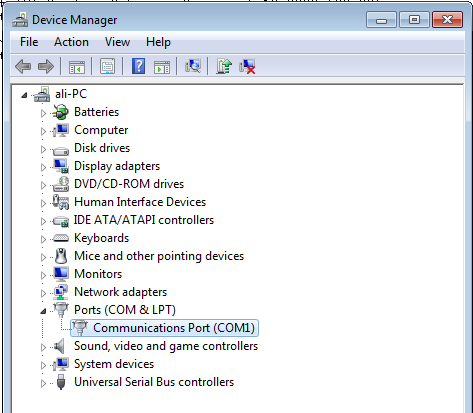 Device Manager
File Action View Help
ali-PC
Batteries
Computer
Disk drives
Display adapters
DVD/CD-ROM drives
Human Interface Devices
IDE ATA/ATAPI controllers
Keyboards
Mice and other pointing devices
Monitors
Network adapters
Ports (COM & LPT)
Communications Port (COM1)
Sound, video and game controllers
System devices
Universal Serial Bus controllers